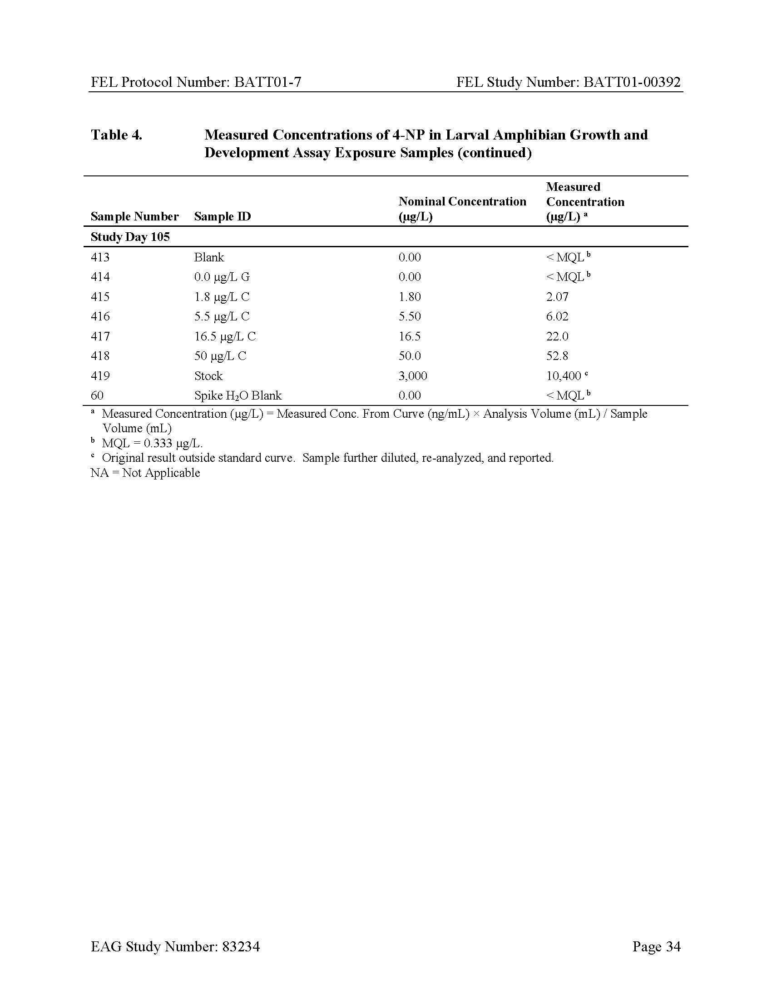 FEL Protocol Number: BATT01-7 FEL Study Number: BATT01-00392
Table 4. Measured Concentrations of 4-NP in Larval Amphibian Growth and
Development Assay Exposure Samples (continued)
Sample Number Sample ID Nominal Concentration (µg/L) Measured Concentration (µg/L) ᵃ
Study Day 105
413 Blank 0.00 < MQL ᵇ
414 0.0 µg/L G 0.00 < MQL ᵇ
415 1.8 µg/L C 1.80 2.07
416 5.5 µg/L C 5.50 6.02
417 16.5 µg/L C 16.5 22.0
418 50 µg/L C 50.0 52.8
419 Stock 3,000 10,400 ᶜ
60 Spike H₂O Blank 0.00 < MQL ᵇ
ᵃ Measured Concentration (µg/L) = Measured Conc. From Curve (ng/mL) × Analysis Volume (mL) / Sample
Volume (mL)
ᵇ MQL = 0.333 µg/L.
ᶜ Original result outside standard curve. Sample further diluted, re-analyzed, and reported.
NA = Not Applicable
EAG Study Number: 83234 Page 34